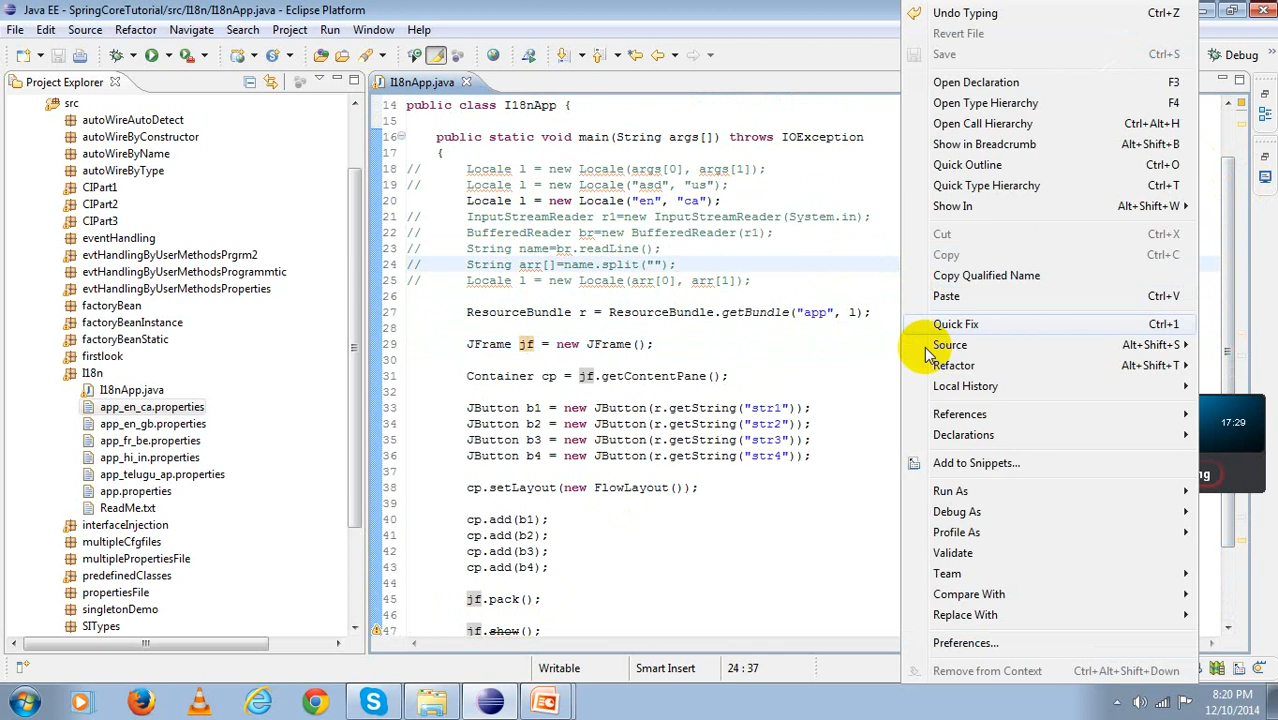 Java EE - SpringCoreTutorial/src/I18n/I18nApp.java - Eclipse Platform
File Edit Source Refactor Navigate Search Project Run Window Help
Debug
Project Explorer
I18nApp.java
src
autoWireAutoDetect
autoWireByConstructor
autoWireByName
autoWireByType
CIPart1
CIPart2
CIPart3
eventHandling
evtHandlingByUserMethodsPrgrm2
evtHandlingByUserMethodsProgrammtic
evtHandlingByUserMethodsProperties
factoryBean
factoryBeanInstance
factoryBeanStatic
firstlook
I18n
I18nApp.java
app_en_ca.properties
app_en_gb.properties
app_fr_be.properties
app_hi_in.properties
app_telugu_ap.properties
app.properties
ReadMe.txt
interfaceInjection
multipleCfgfiles
multiplePropertiesFile
predefinedClasses
propertiesFile
singletonDemo
SITypes
14 public class I18nApp {
16 public static void main(String args[]) throws IOException
17 {
18 // Locale l = new Locale(args[0], args[1]);
19 // Locale l = new Locale("asd", "us");
20 Locale l = new Locale("en", "ca");
21 // InputStreamReader r1=new InputStreamReader(System.in);
22 // BufferedReader br=new BufferedReader(r1);
23 // String name=br.readLine();
24 // String arr[]=name.split("");
25 // Locale l = new Locale(arr[0], arr[1]);
26
27 ResourceBundle r = ResourceBundle.getBundle("app", l);
28
29 JFrame jf = new JFrame();
30
31 Container cp = jf.getContentPane();
32
33 JButton b1 = new JButton(r.getString("str1"));
34 JButton b2 = new JButton(r.getString("str2"));
35 JButton b3 = new JButton(r.getString("str3"));
36 JButton b4 = new JButton(r.getString("str4"));
37
38 cp.setLayout(new FlowLayout());
39
40 cp.add(b1);
41 cp.add(b2);
42 cp.add(b3);
43 cp.add(b4);
44
45 jf.pack();
46
47 jf.show();
Undo Typing Ctrl+Z
Revert File
Save Ctrl+S
Open Declaration F3
Open Type Hierarchy F4
Open Call Hierarchy Ctrl+Alt+H
Show in Breadcrumb Alt+Shift+B
Quick Outline Ctrl+O
Quick Type Hierarchy Ctrl+T
Show In Alt+Shift+W
Cut Ctrl+X
Copy Ctrl+C
Copy Qualified Name
Paste Ctrl+V
Quick Fix Ctrl+1
Source Alt+Shift+S
Refactor Alt+Shift+T
Local History
References
Declarations
Add to Snippets...
Run As
Debug As
Profile As
Validate
Team
Compare With
Replace With
Preferences...
Remove from Context Ctrl+Alt+Shift+Down
17:29
ng
Writable Smart Insert 24 : 37
8:20 PM
12/10/2014